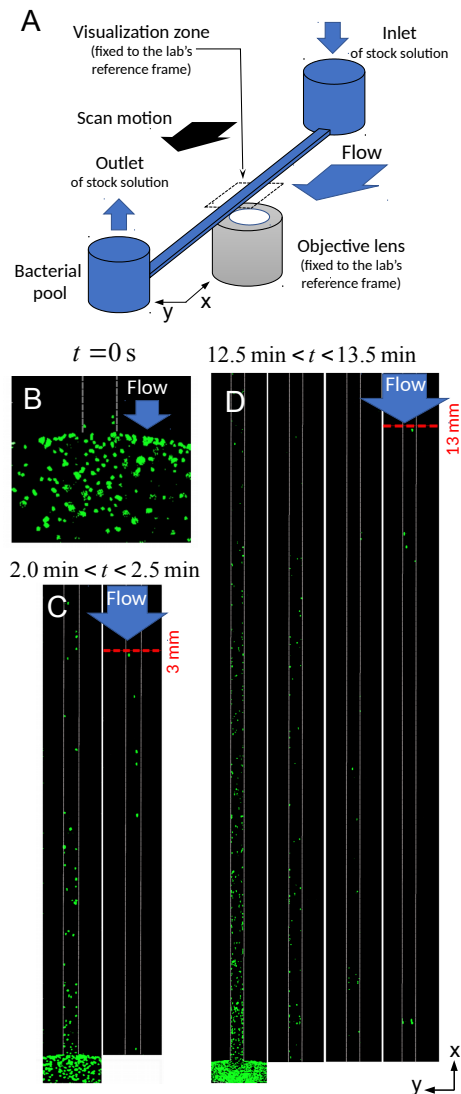 A
Visualization zone
(fixed to the lab's
reference frame)
Inlet
of stock solution
Scan motion
Outlet
of stock solution
Flow
Bacterial
pool
Objective lens
(fixed to the lab's
reference frame)
x
y
t = 0 s
12.5 min < t < 13.5 min
B
Flow
D
Flow
13 mm
2.0 min < t < 2.5 min
C
Flow
3 mm
x
y